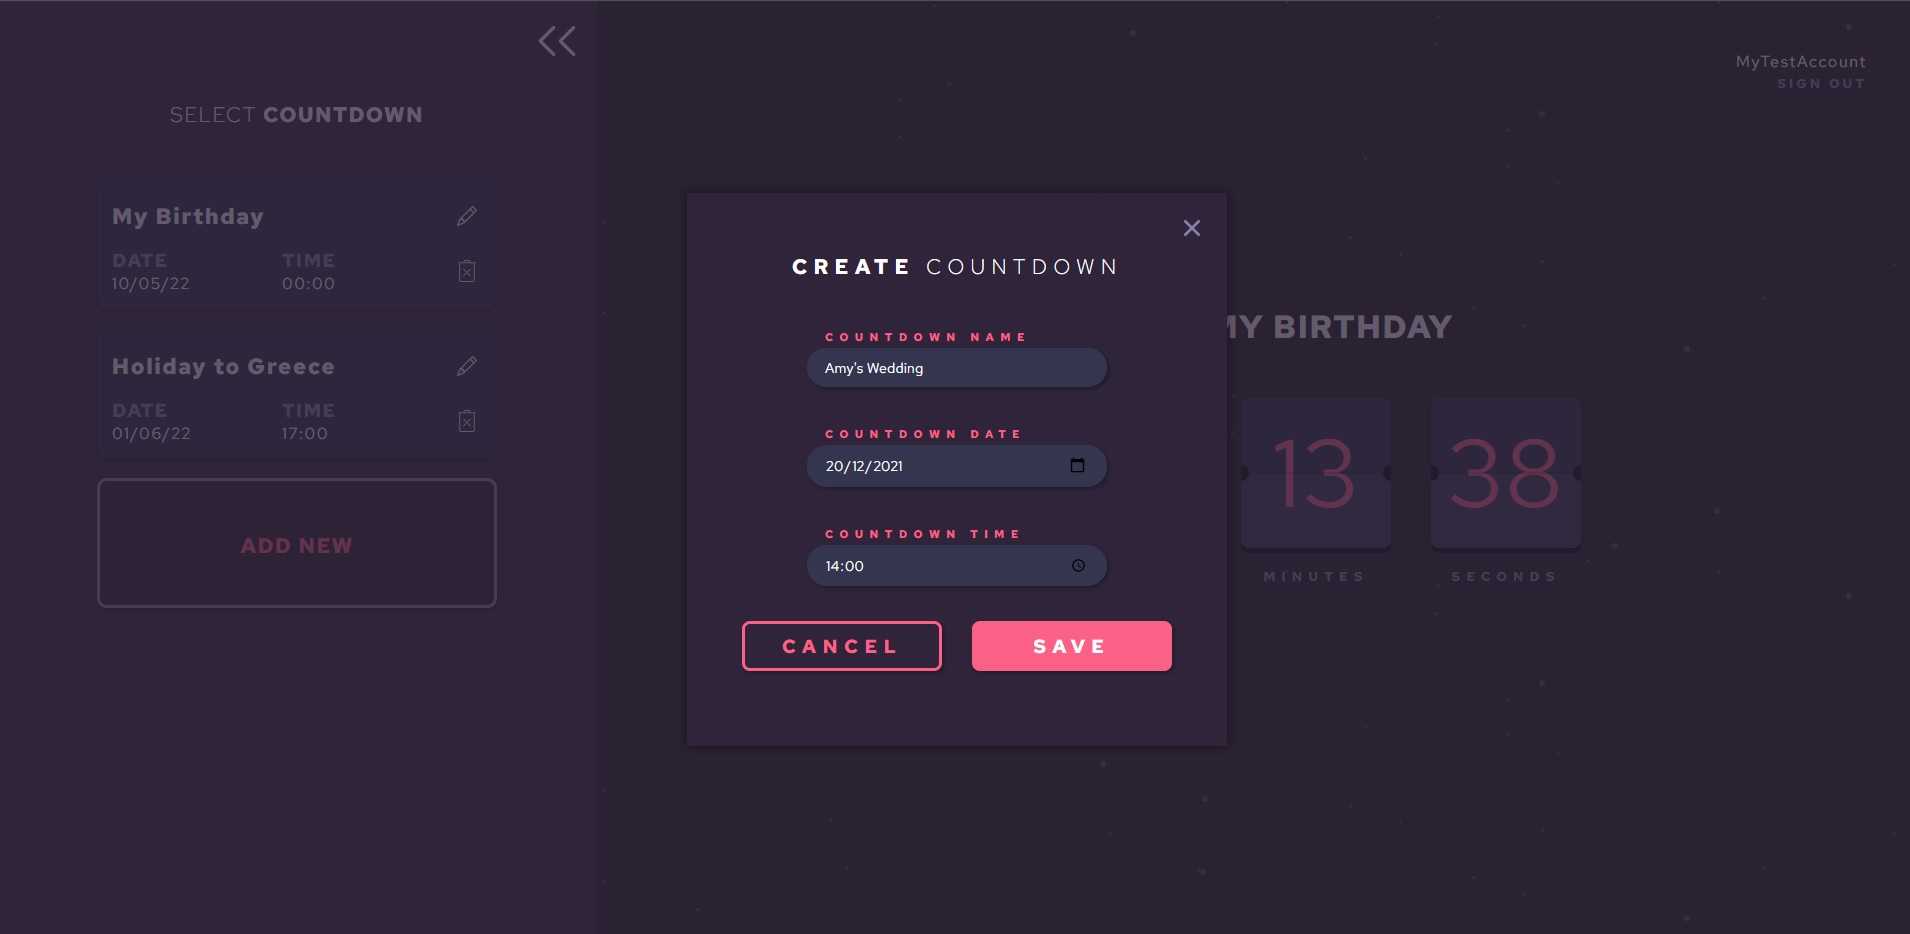 SELECT COUNTDOWN
My Birthday
DATE TIME
10/05/22 00:00
Holiday to Greece
DATE TIME
01/06/22 17:00
ADD NEW
MyTestAccount
SIGN OUT
CREATE COUNTDOWN
COUNTDOWN NAME
Amy's Wedding
COUNTDOWN DATE
20/12/2021
COUNTDOWN TIME
14:00
CANCEL SAVE
MY BIRTHDAY
13 38
MINUTES SECONDS